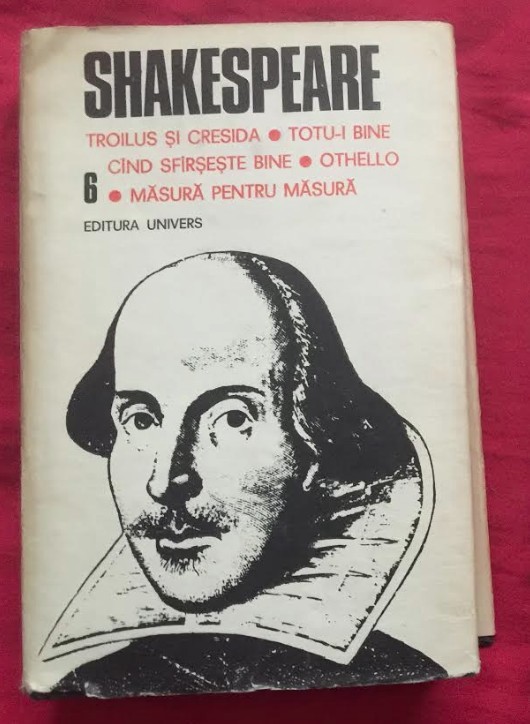 SHAKESPEARE
TROILUS ȘI CRESIDA ● TOTU-I BINE
CÎND SFÎRȘEȘTE BINE ● OTHELLO
6 ● MĂSURĂ PENTRU MĂSURĂ
EDITURA UNIVERS